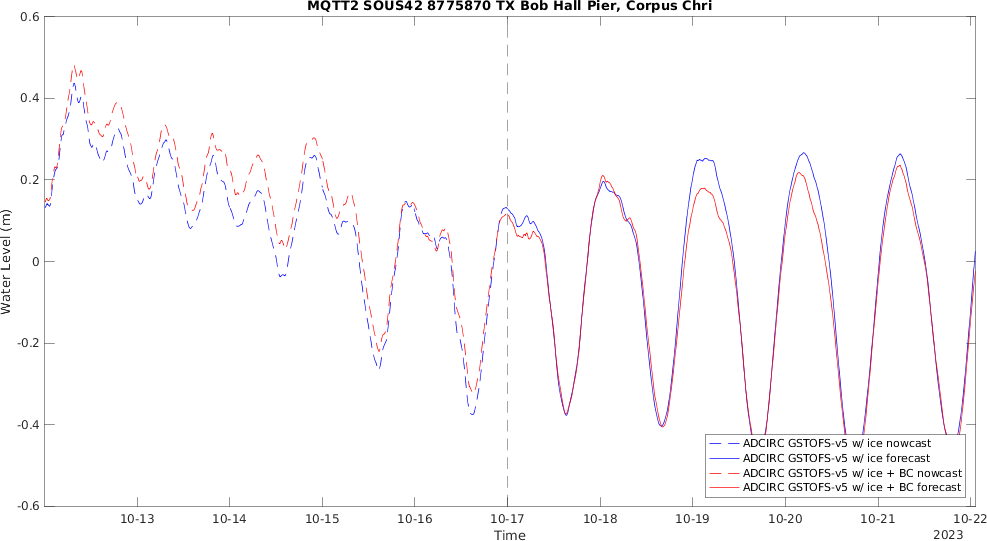 MQTT2 SOUS42 8775870 TX Bob Hall Pier, Corpus Chri
0.6
0.4
0.2
0
-0.2
-0.4
-0.6
Water Level (m)
10-13 10-14 10-15 10-16 10-17 10-18 10-19 10-20 10-21 10-22
2023
Time
ADCIRC GSTOFS-v5 w/ ice nowcast
ADCIRC GSTOFS-v5 w/ ice forecast
ADCIRC GSTOFS-v5 w/ ice + BC nowcast
ADCIRC GSTOFS-v5 w/ ice + BC forecast